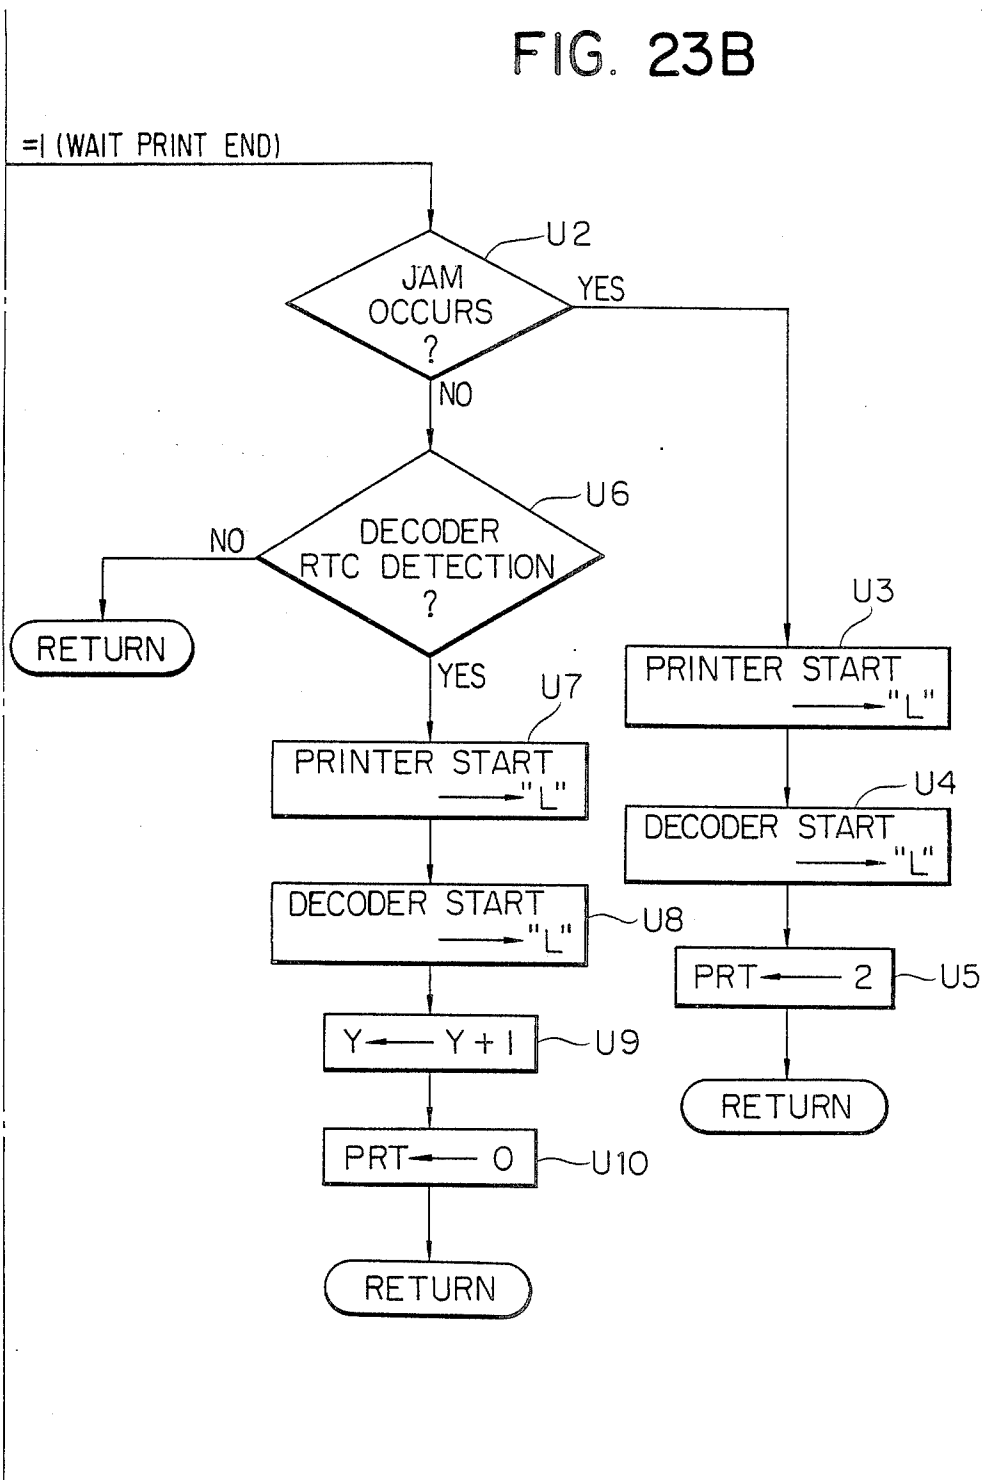 FIG. 23B
=1 (WAIT PRINT END)
U2
JAM
OCCURS
?
YES
NO
U6
DECODER
RTC DETECTION
?
NO
RETURN
YES
U7
PRINTER START
→ "L"
DECODER START
→ "L"
U8
Y ← Y + 1
U9
PRT ← 0
U10
RETURN
U3
PRINTER START
→ "L"
U4
DECODER START
→ "L"
PRT ← 2
U5
RETURN